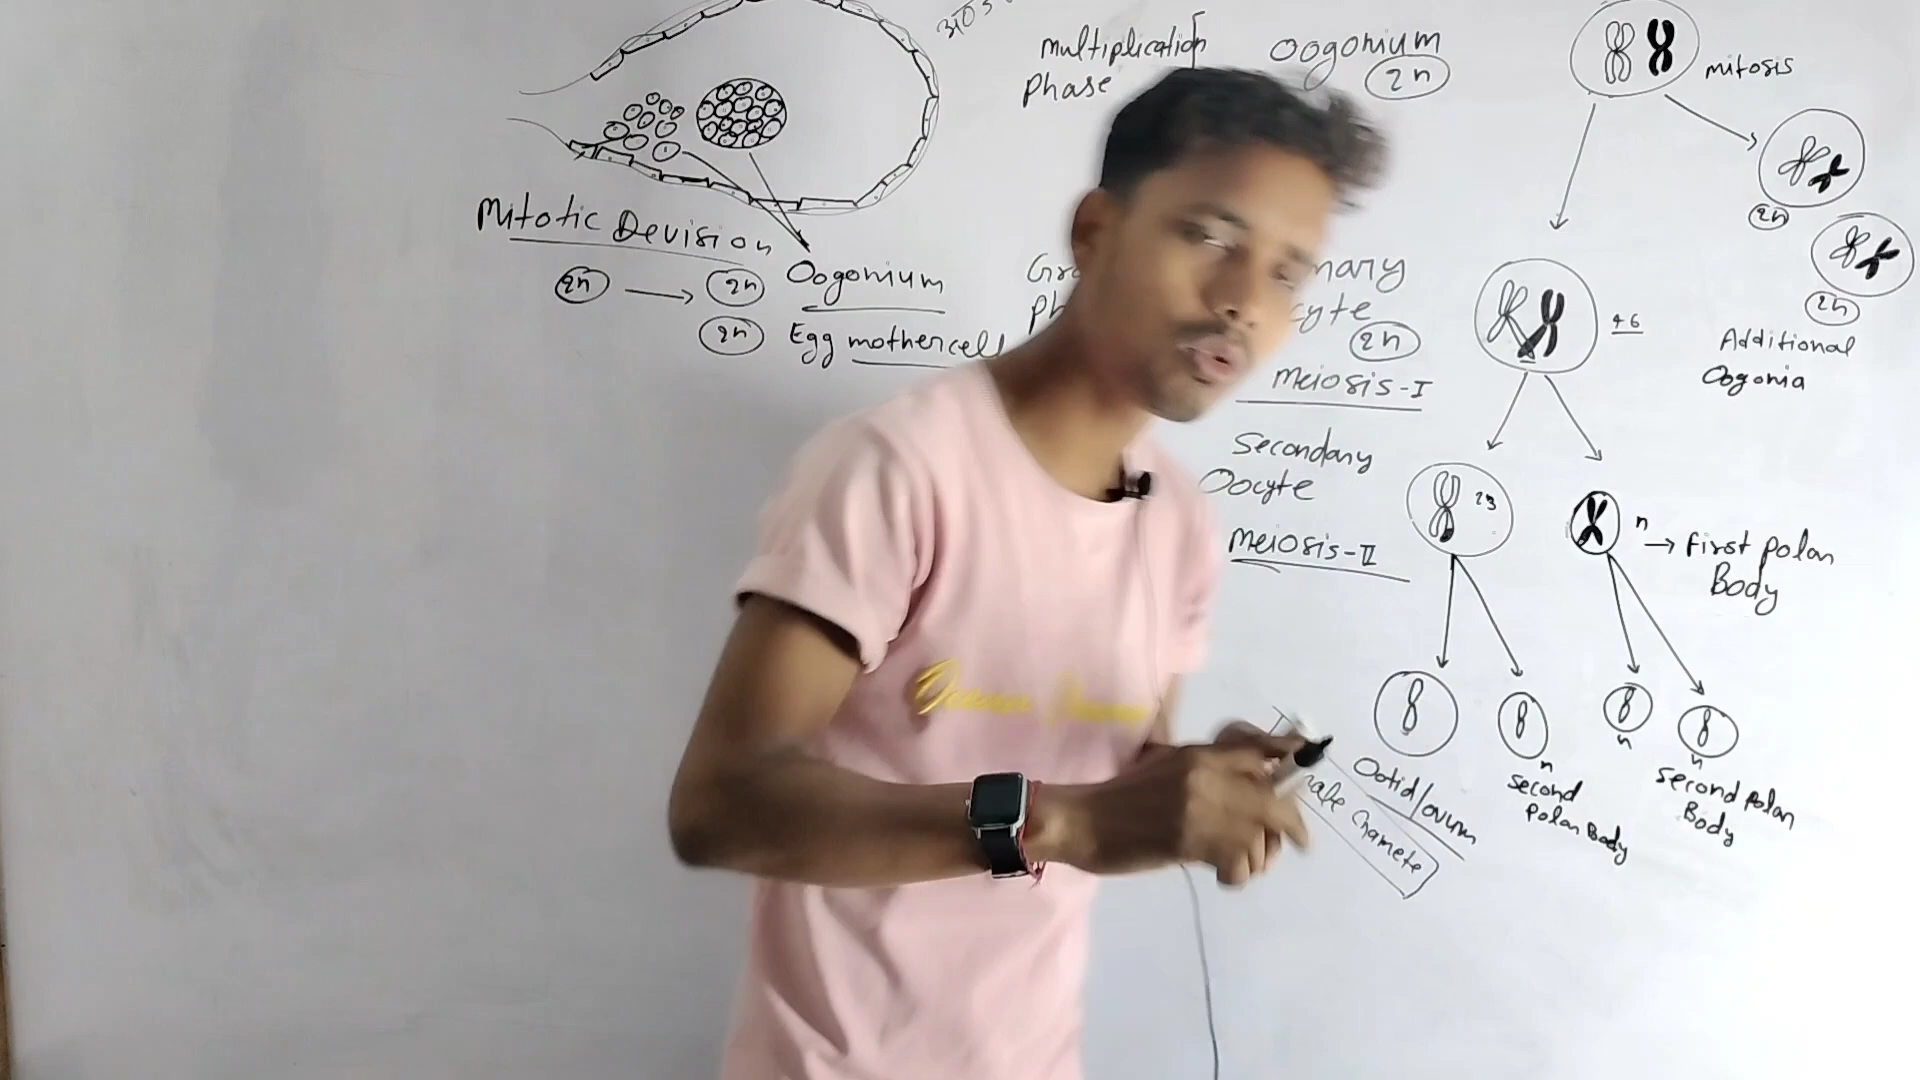 Mitotic Devision
2n → 2n
2n
Oogonium
Egg mothercell
Multiplication
Phase
Oogonium
2n
mitosis
2n
2n
Additional
Oogonia
46
2n
Meiosis-I
Secondary
Oocyte
23
n → First polar
Body
Meiosis-II
Ootid/ovum
Gamete
n
second
Polar Body
n
n
second polar
Body